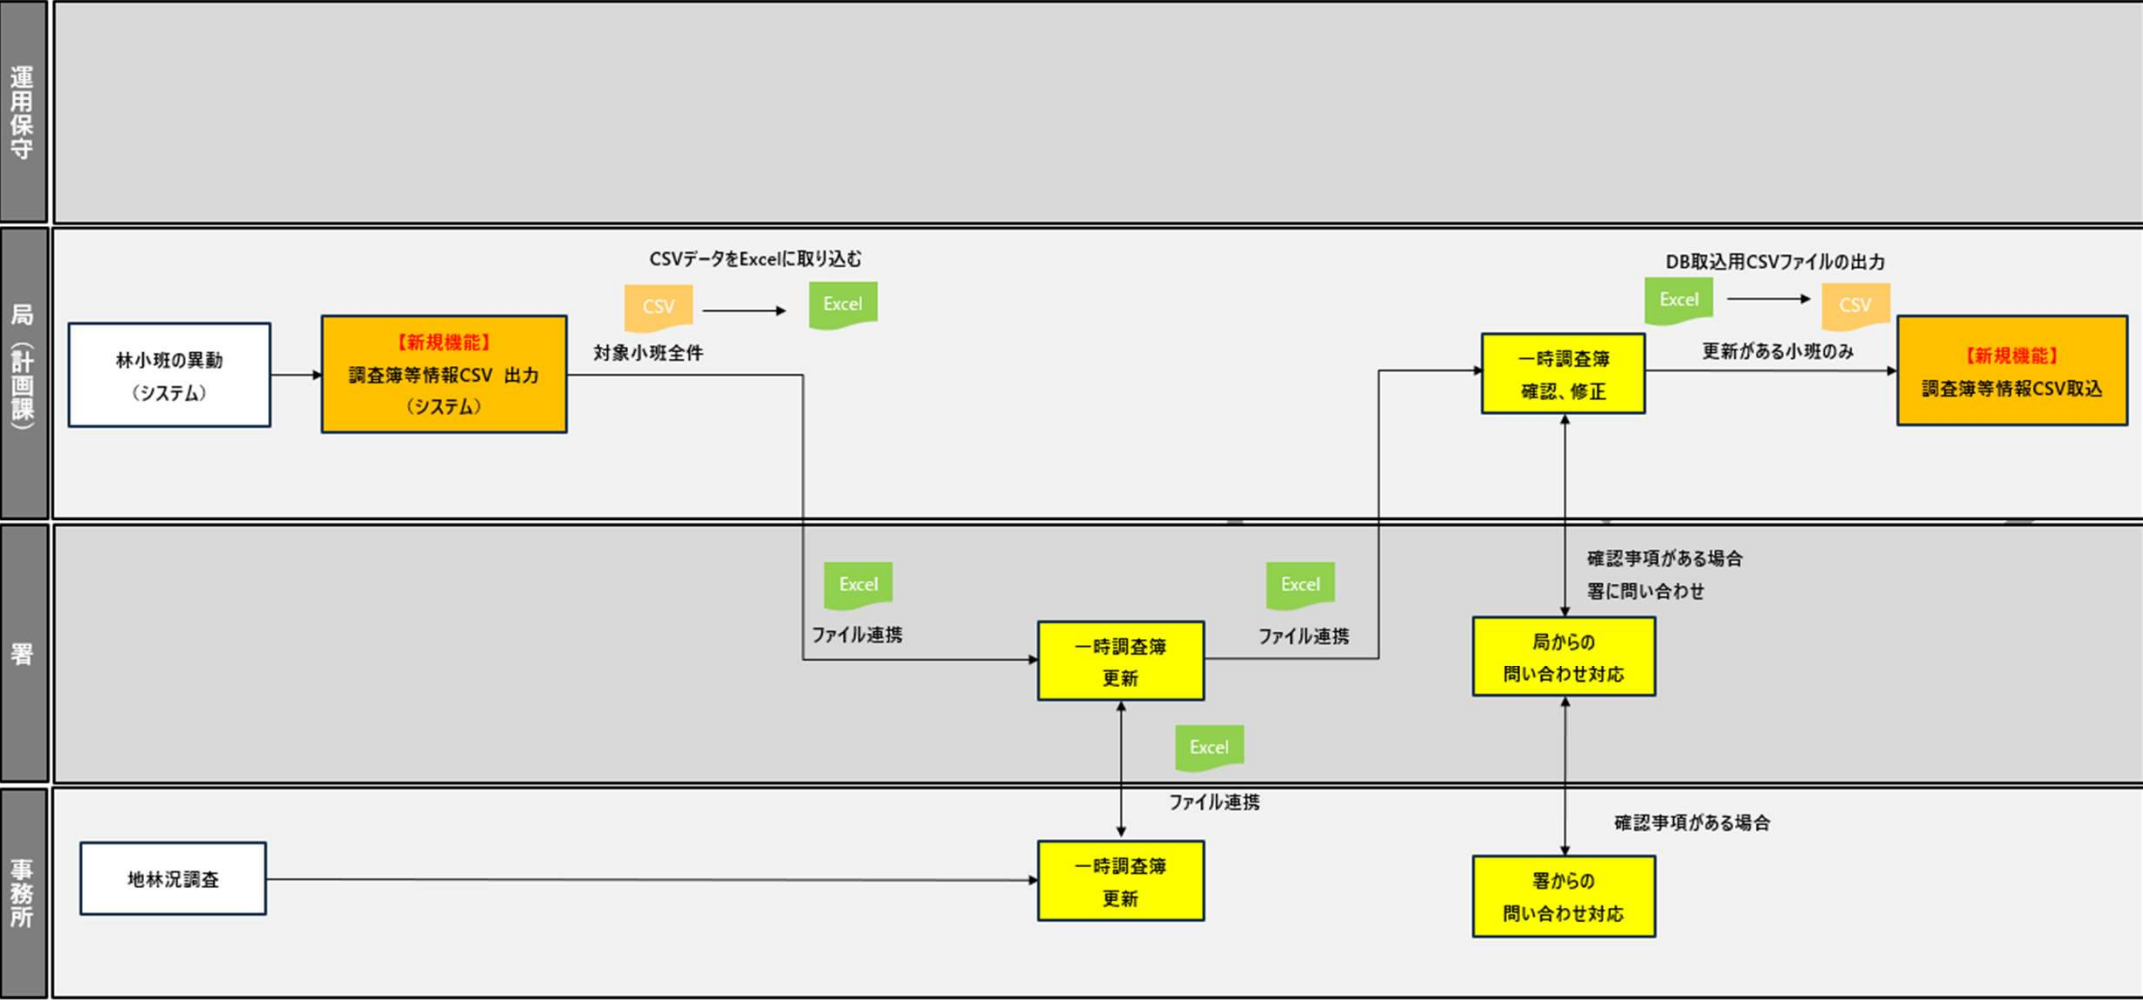 運用保守
局（計画課）
CSVデータをExcelに取り込む
CSV
Excel
対象小班全件
林小班の異動
（システム）
【新規機能】
調査簿等情報CSV 出力
（システム）
DB取込用CSVファイルの出力
Excel
CSV
更新がある小班のみ
一時調査簿
確認、修正
【新規機能】
調査簿等情報CSV取込
署
Excel
ファイル連携
一時調査簿
更新
Excel
ファイル連携
確認事項がある場合
署に問い合わせ
局からの
問い合わせ対応
Excel
ファイル連携
事務所
地林況調査
一時調査簿
更新
確認事項がある場合
署からの
問い合わせ対応